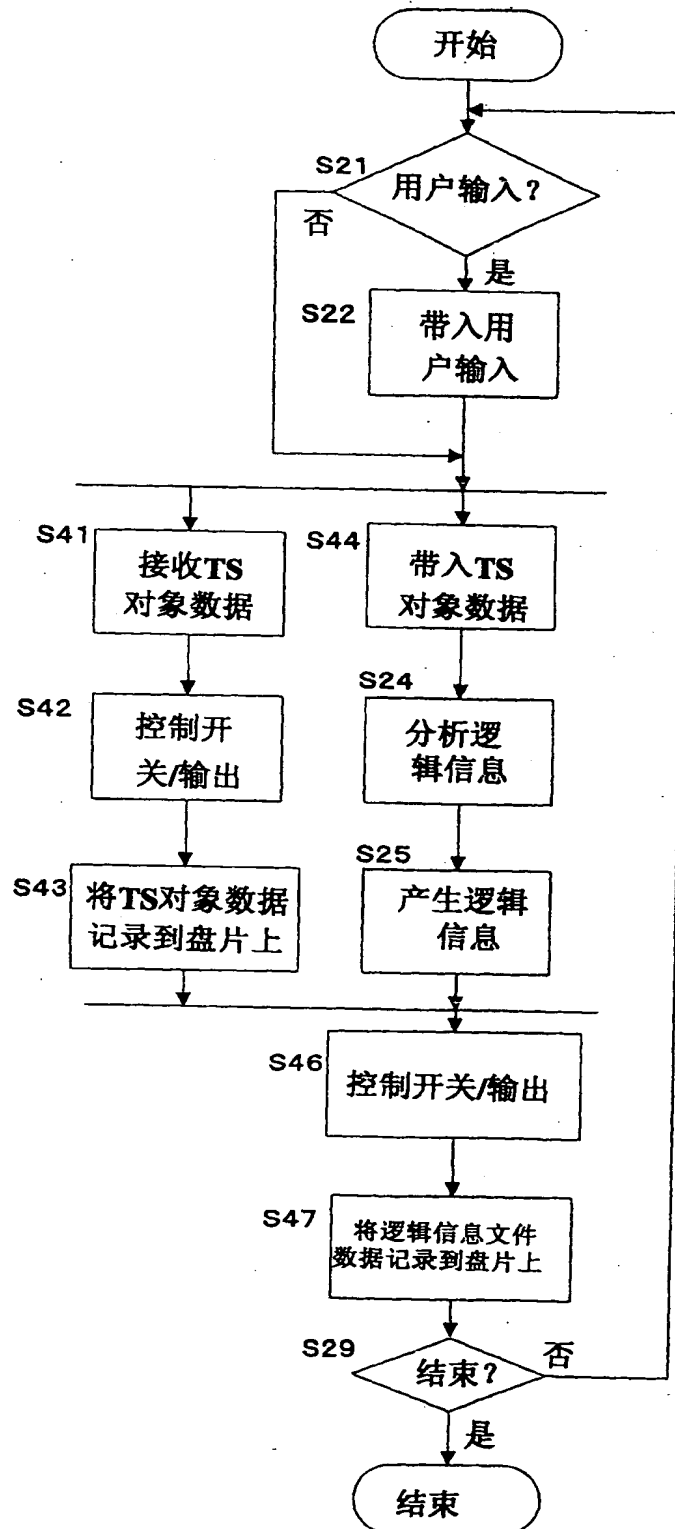 开始
S21
用户输入？
否
是
S22
带入用
户输入
S41
接收TS
对象数据
S44
带入TS
对象数据
S42
控制开
关/输出
S24
分析逻
辑信息
S43
将TS对象数据
记录到盘片上
S25
产生逻辑
信息
S46
控制开关/输出
S47
将逻辑信息文件
数据记录到盘片上
S29
结束？
否
是
结束